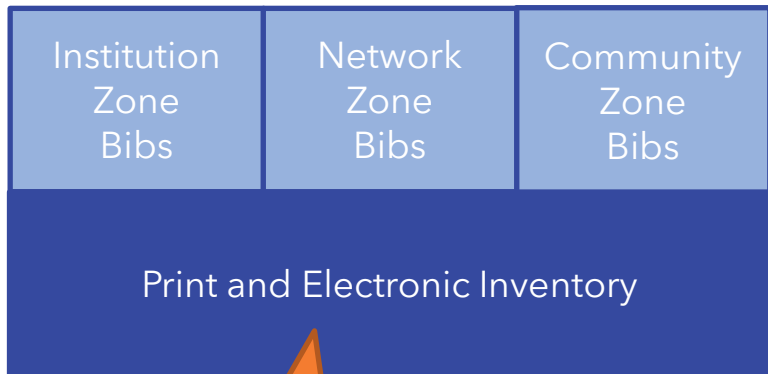 Institution
Zone
Bibs
Network
Zone
Bibs
Community
Zone
Bibs
Print and Electronic Inventory